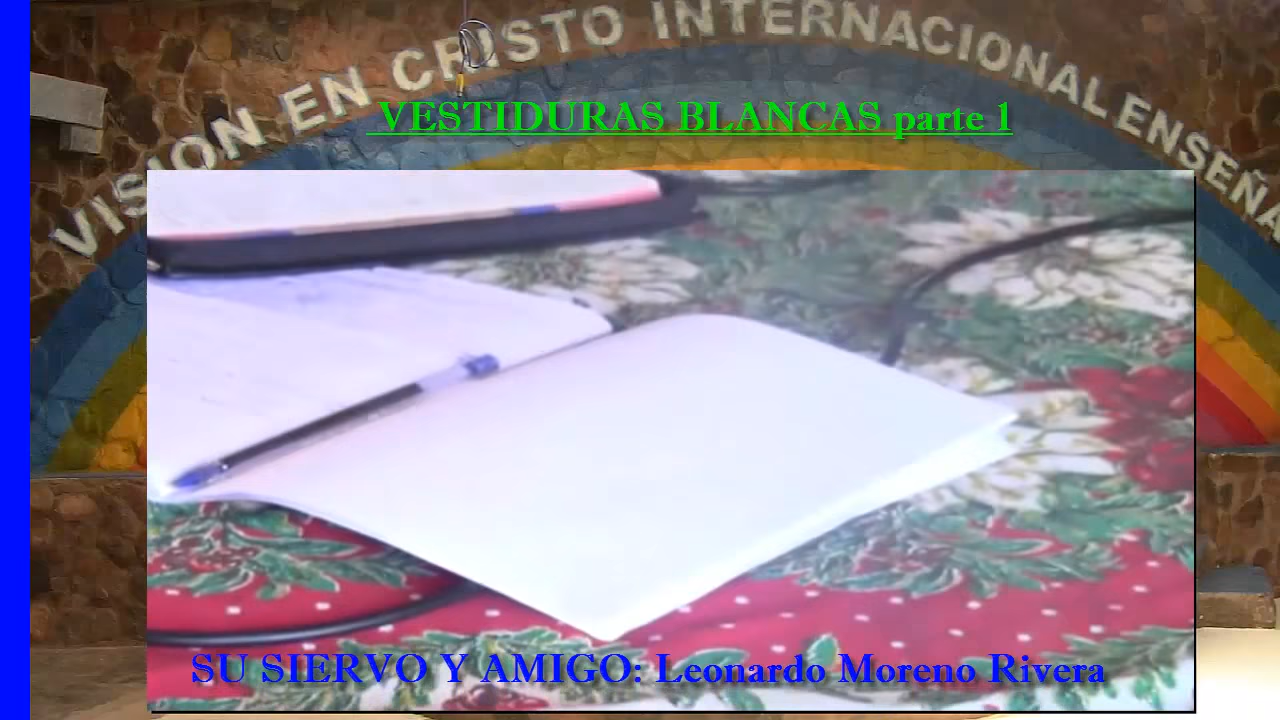 VISION EN CRISTO INTERNACIONAL ENSEÑA
VESTIDURAS BLANCAS parte 1
SU SIERVO Y AMIGO: Leonardo Moreno Rivera